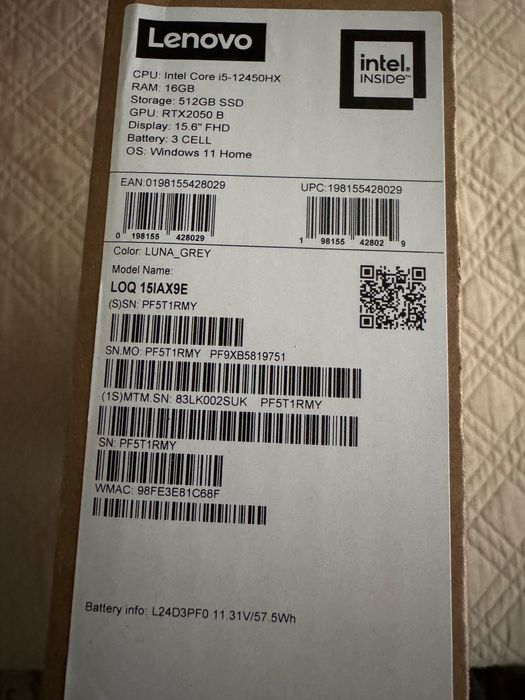 Lenovo
intel.
INSIDE™
CPU: Intel Core i5-12450HX
RAM: 16GB
Storage: 512GB SSD
GPU: RTX2050 B
Display: 15.6" FHD
Battery: 3 CELL
OS: Windows 11 Home
EAN:0198155428029
UPC:198155428029
0 198155 428029
1 98155 42802 9
Color: LUNA_GREY
Model Name:
LOQ 15IAX9E
(S)SN: PF5T1RMY
SN.MO: PF5T1RMY PF9XB5819751
(1S)MTM.SN: 83LK002SUK PF5T1RMY
SN: PF5T1RMY
WMAC: 98FE3E81C68F
Battery info: L24D3PF0 11.31V/57.5Wh